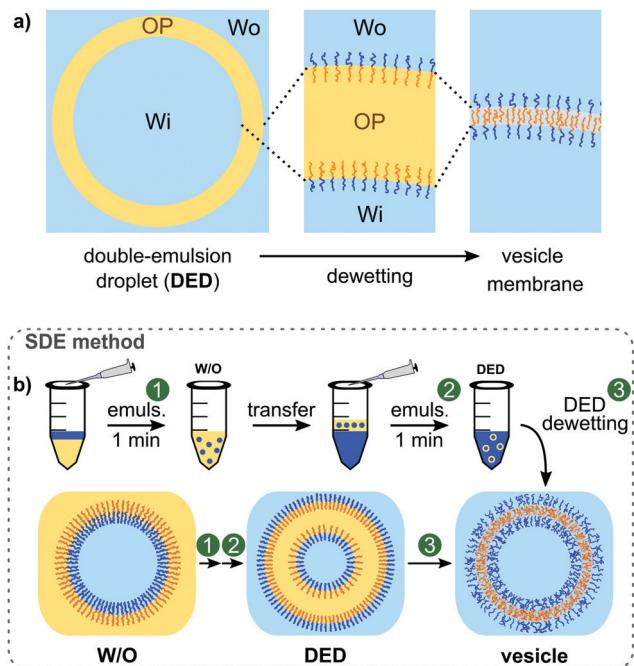 a)
OP
Wo
Wi
Wo
OP
Wi
double-emulsion
droplet (DED)
dewetting
vesicle
membrane
SDE method
b)
1
emuls.
1 min
W/O
transfer
2
emuls.
1 min
DED
3
DED
dewetting
1 2
3
W/O
DED
vesicle